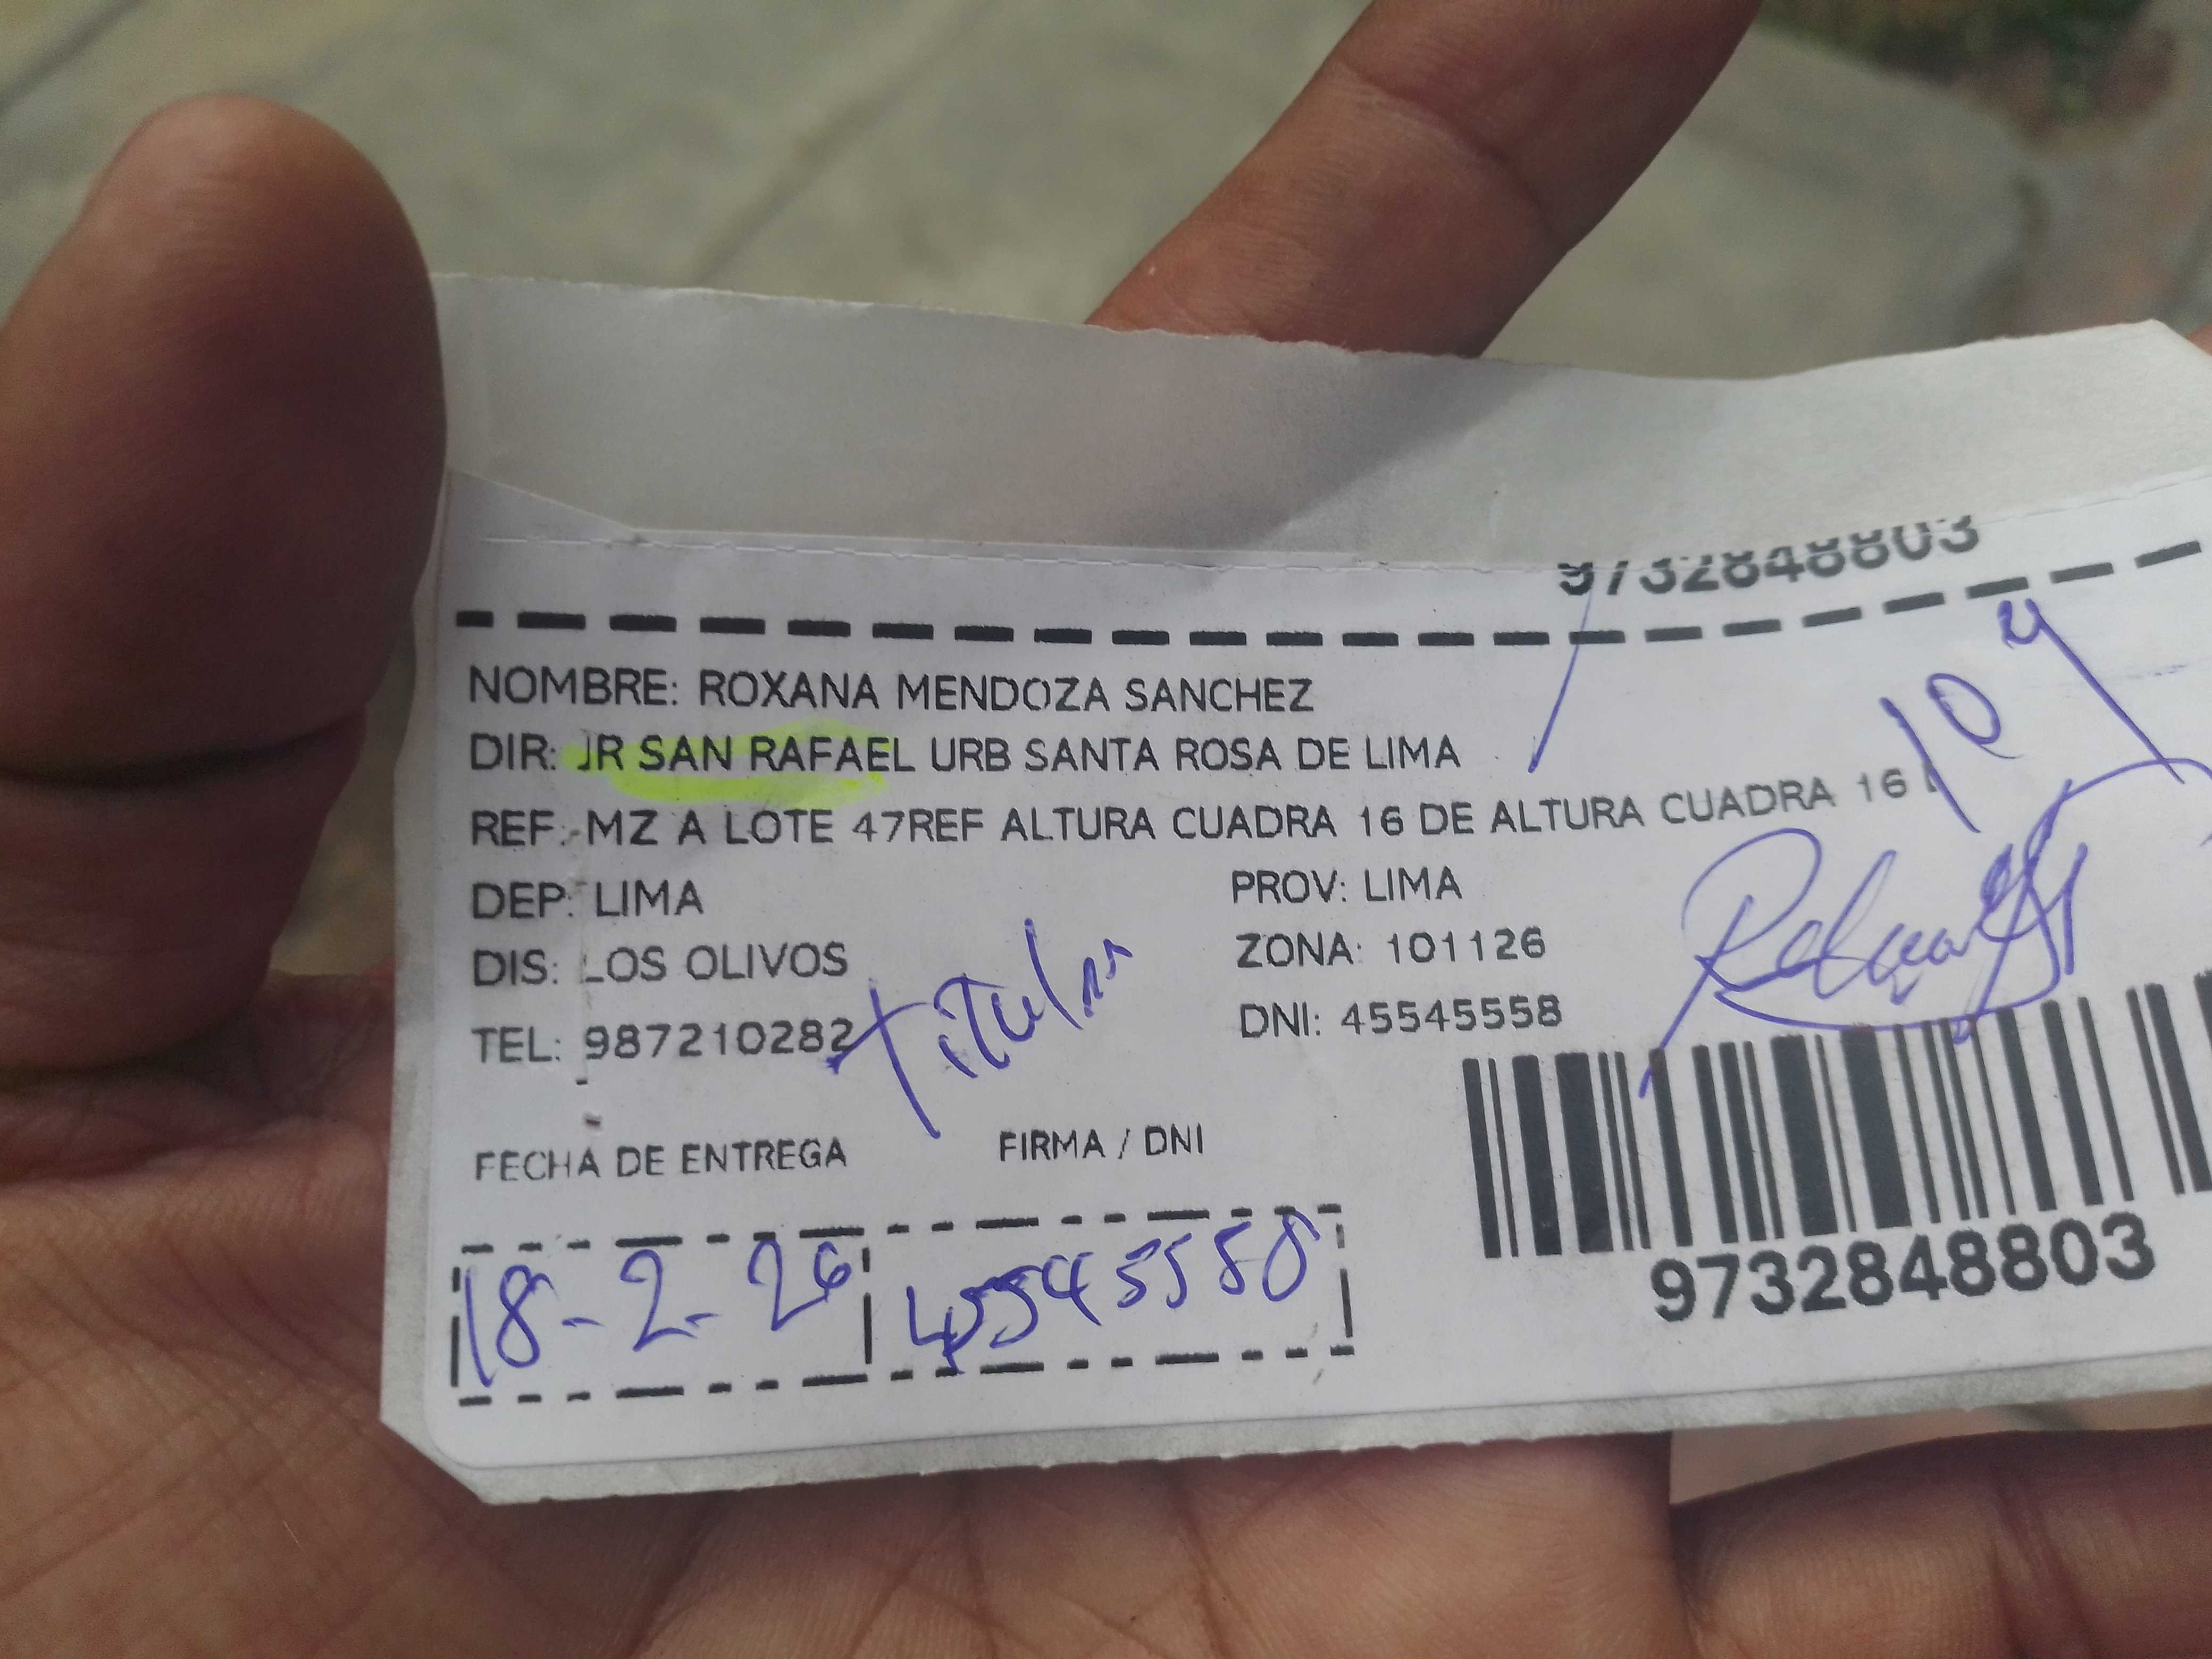 9732848803
NOMBRE: ROXANA MENDOZA SANCHEZ
DIR: JR SAN RAFAEL URB SANTA ROSA DE LIMA
REF: MZ A LOTE 47REF ALTURA CUADRA 16 DE ALTURA CUADRA 16
DEP: LIMA
PROV: LIMA
DIS: LOS OLIVOS
ZONA: 101126
TEL: 987210282
titular
DNI: 45545558
FECHA DE ENTREGA
FIRMA / DNI
18-2-26
45545558
9732848803